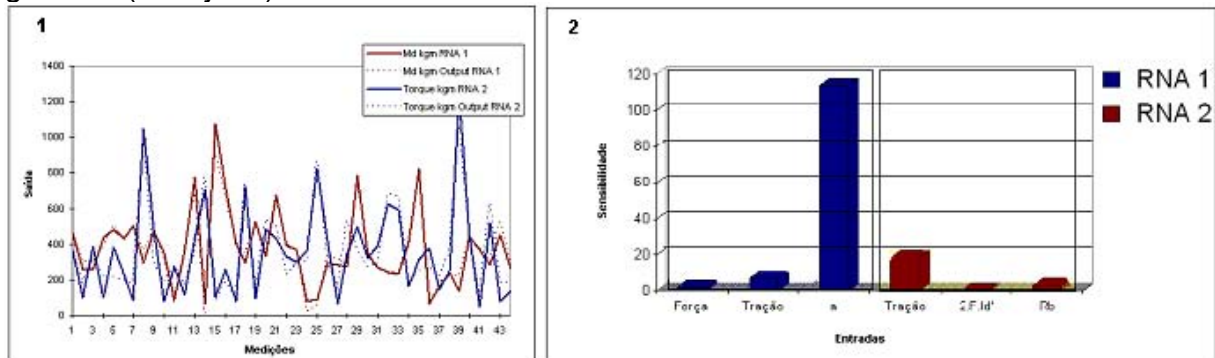 1
Md kgm RNA 1
Md kgm Output RNA 1
Torque kgm RNA 2
Torque kgm Output RNA 2
1400
1200
1000
800
600
400
200
0
Saída
1 3 5 7 9 11 13 15 17 19 21 23 25 27 29 31 33 35 37 39 41 43
Medições
2
RNA 1
RNA 2
120
100
80
60
40
20
0
Sensibilidade
Força Tração a Tração Rb
Entradas